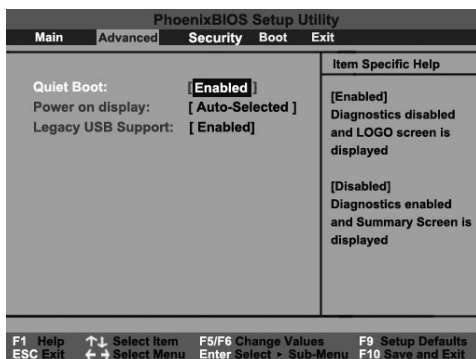 PhoenixBIOS Setup Utility
Main Advanced Security Boot Exit
Item Specific Help
Quiet Boot: [ Enabled ]
Power on display: [ Auto-Selected ]
Legacy USB Support: [ Enabled]
[Enabled]
Diagnostics disabled
and LOGO screen is
displayed
[Disabled]
Diagnostics enabled
and Summary Screen is
displayed
F1 Help ↑↓ Select Item F5/F6 Change Values F9 Setup Defaults
ESC Exit ←→ Select Menu Enter Select ▸ Sub-Menu F10 Save and Exit